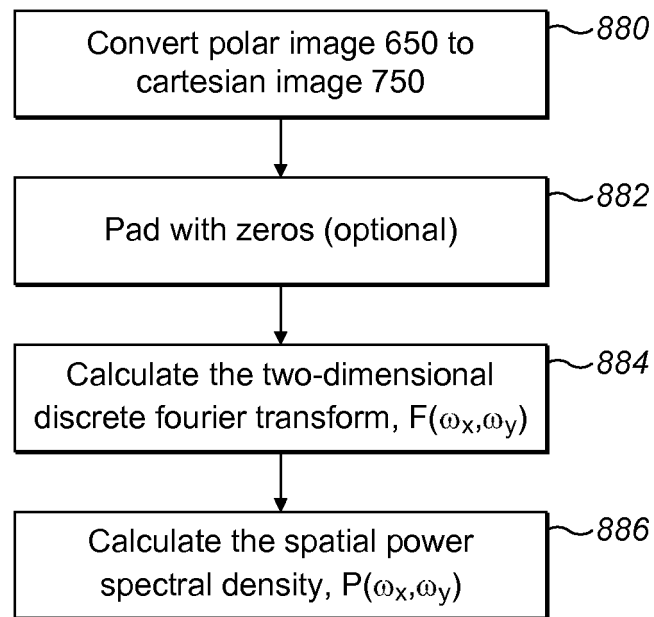 Convert polar image 650 to
cartesian image 750
880
Pad with zeros (optional)
882
Calculate the two-dimensional
discrete fourier transform, F(ωx,ωy)
884
Calculate the spatial power
spectral density, P(ωx,ωy)
886